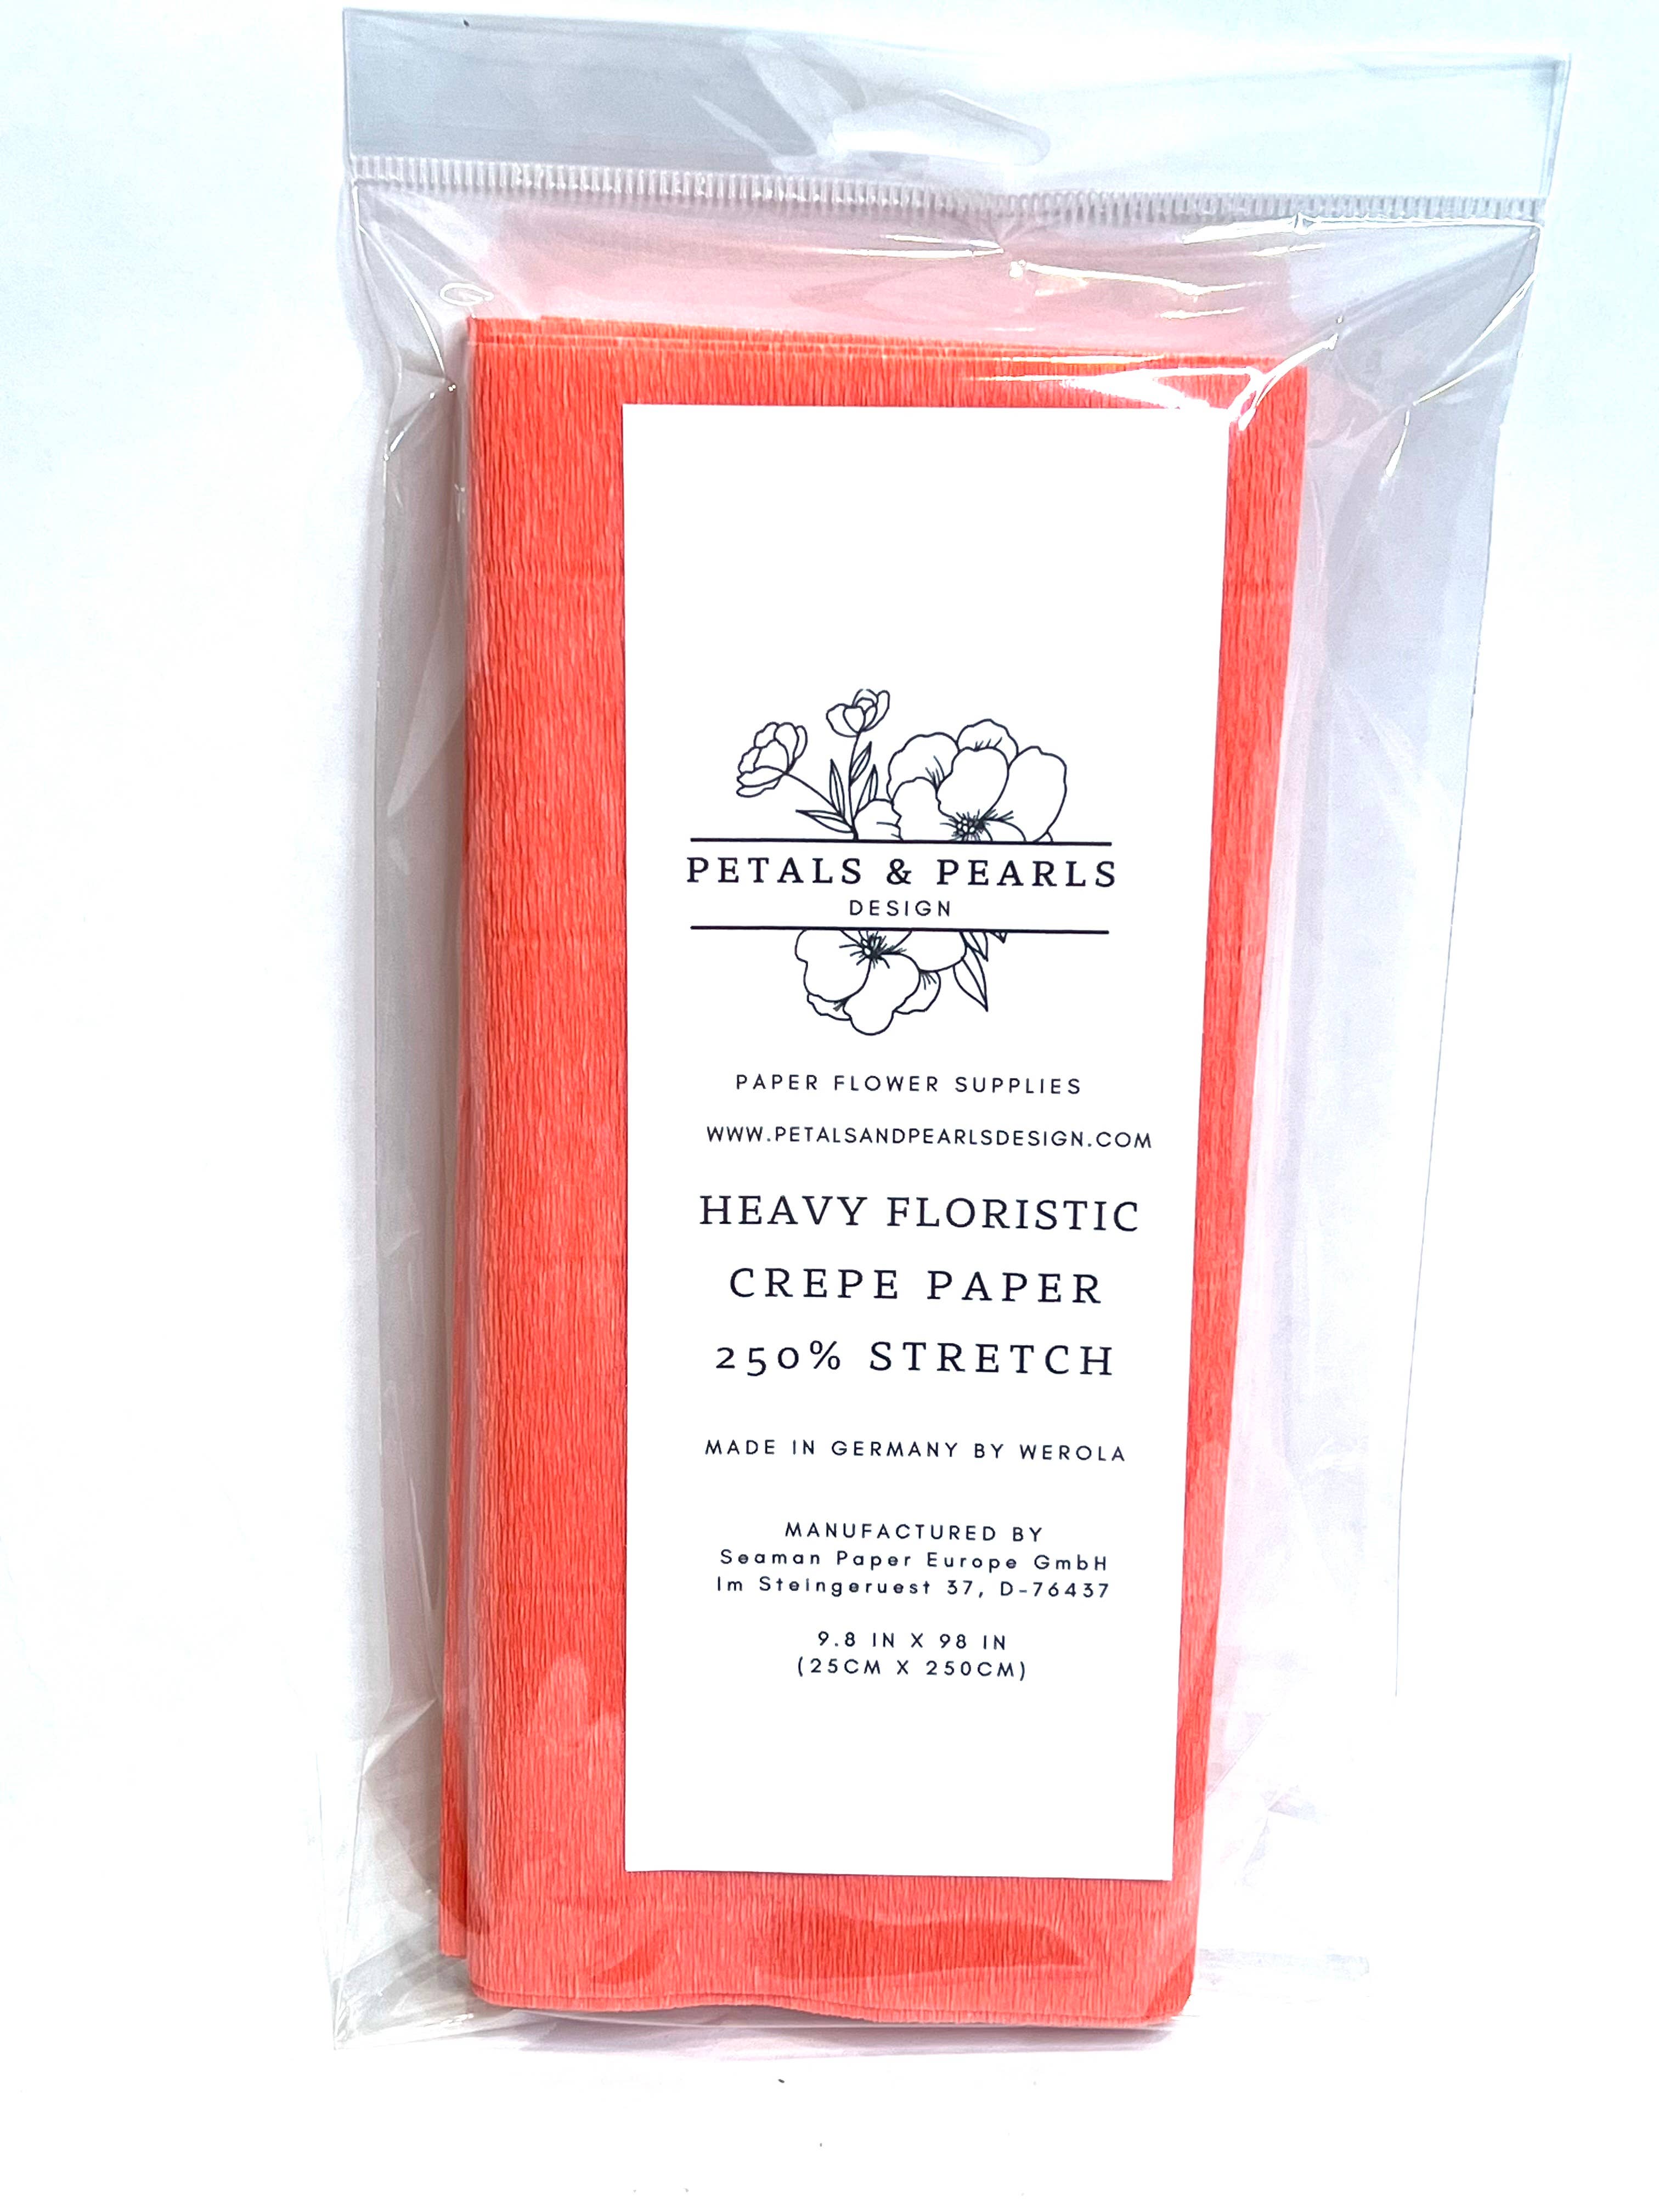 PETALS & PEARLS
DESIGN
PAPER FLOWER SUPPLIES
WWW.PETALSANDPEARLSDESIGN.COM
HEAVY FLORISTIC
CREPE PAPER
250% STRETCH
MADE IN GERMANY BY WEROLA
MANUFACTURED BY
Seaman Paper Europe GmbH
Im Steingeruest 37, D-76437
9.8 IN X 98 IN
(25CM X 250CM)